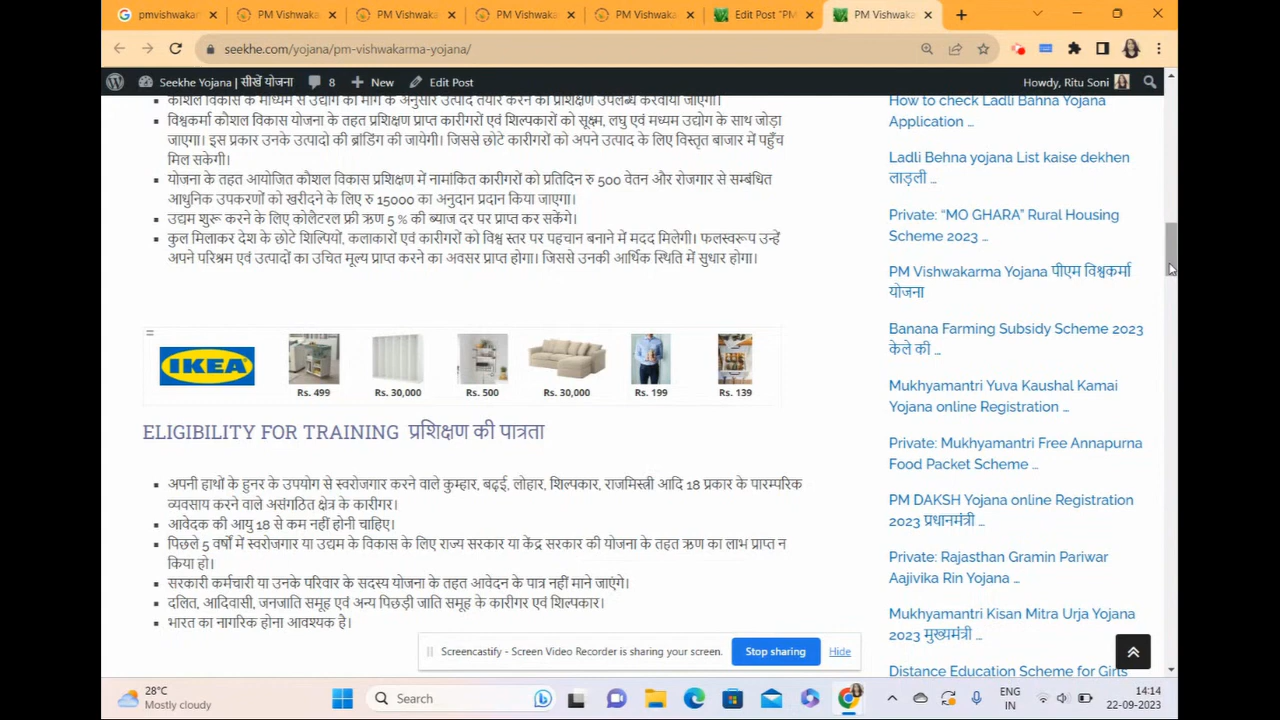 pmvishwakar
PM Vishwaka
PM Vishwaka
PM Vishwaka
PM Vishwaka
Edit Post "PM
PM Vishwaka
seekhe.com/yojana/pm-vishwakarma-yojana/
Seekhe Yojana | सीखें योजना
8
New
Edit Post
Howdy, Ritu Soni
कौशल विकास के माध्यम से उद्योग की मांग के अनुसार उत्पाद तैयार करने का प्रशिक्षण उपलब्ध करवाया जाएगा।
विश्वकर्मा कौशल विकास योजना के तहत प्रशिक्षण प्राप्त कारीगरों एवं शिल्पकारों को सूक्ष्म, लघु एवं मध्यम उद्योग के साथ जोड़ा
जाएगा। इस प्रकार उनके उत्पादो की ब्रांडिंग की जायेगी। जिससे छोटे कारीगरों को अपने उत्पाद के लिए विस्तृत बाजार में पहुँच
मिल सकेगी।
योजना के तहत आयोजित कौशल विकास प्रशिक्षण में नामांकित कारीगरों को प्रतिदिन रु 500 वेतन और रोजगार से सम्बंधित
आधुनिक उपकरणों को खरीदने के लिए रु 15000 का अनुदान प्रदान किया जाएगा।
उद्यम शुरू करने के लिए कोलैटरल फ्री ऋण 5 % की ब्याज दर पर प्राप्त कर सकेंगे।
कुल मिलाकर देश के छोटे शिल्पियों, कलाकारों एवं कारीगरों को विश्व स्तर पर पहचान बनाने में मदद मिलेगी। फलस्वरूप उन्हें
अपने परिश्रम एवं उत्पादों का उचित मूल्य प्राप्त करने का अवसर प्राप्त होगा। जिससे उनकी आर्थिक स्थिति में सुधार होगा।
IKEA
Rs. 499
Rs. 30,000
Rs. 500
Rs. 30,000
Rs. 199
Rs. 139
ELIGIBILITY FOR TRAINING प्रशिक्षण की पात्रता
अपनी हाथों के हुनर के उपयोग से स्वरोजगार करने वाले कुम्हार, बढ़ई, लोहार, शिल्पकार, राजमिस्त्री आदि 18 प्रकार के पारम्परिक
व्यवसाय करने वाले असंगठित क्षेत्र के कारीगर।
आवेदक की आयु 18 से कम नहीं होनी चाहिए।
पिछले 5 वर्षों में स्वरोजगार या उद्यम के विकास के लिए राज्य सरकार या केंद्र सरकार की योजना के तहत ऋण का लाभ प्राप्त न
किया हो।
सरकारी कर्मचारी या उनके परिवार के सदस्य योजना के तहत आवेदन के पात्र नहीं माने जाएंगे।
दलित, आदिवासी, जनजाति समूह एवं अन्य पिछड़ी जाति समूह के कारीगर एवं शिल्पकार।
भारत का नागरिक होना आवश्यक है।
How to check Ladli Bahna Yojana
Application ...
Ladli Behna yojana List kaise dekhen
लाड़ली ...
Private: "MO GHARA" Rural Housing
Scheme 2023 ...
PM Vishwakarma Yojana पीएम विश्वकर्मा
योजना
Banana Farming Subsidy Scheme 2023
केले की ...
Mukhyamantri Yuva Kaushal Kamai
Yojana online Registration ...
Private: Mukhyamantri Free Annapurna
Food Packet Scheme ...
PM DAKSH Yojana online Registration
2023 प्रधानमंत्री ...
Private: Rajasthan Gramin Pariwar
Aajivika Rin Yojana ...
Mukhyamantri Kisan Mitra Urja Yojana
2023 मुख्यमंत्री ...
Distance Education Scheme for Girls
Screencastify - Screen Video Recorder is sharing your screen.
Stop sharing
Hide
28°C
Mostly cloudy
Search
ENG
IN
14:14
22-09-2023